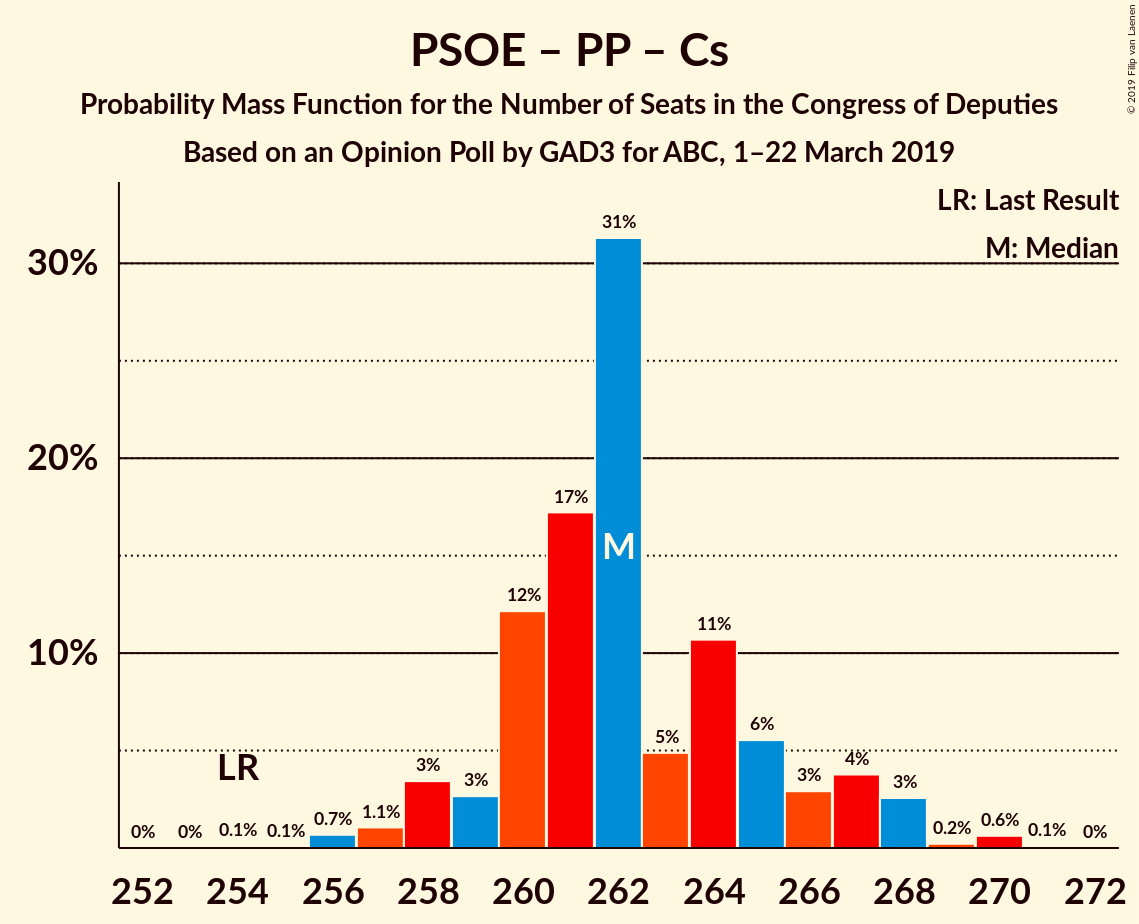 PSOE – PP – Cs
Probability Mass Function for the Number of Seats in the Congress of Deputies
Based on an Opinion Poll by GAD3 for ABC, 1–22 March 2019
© 2019 Filip van Laenen
LR: Last Result
M: Median
30%
20%
10%
LR
M
0%
0%
0.1%
0.1%
0.7%
1.1%
3%
3%
12%
17%
31%
5%
11%
6%
3%
4%
3%
0.2%
0.6%
0.1%
0%
252 254 256 258 260 262 264 266 268 270 272